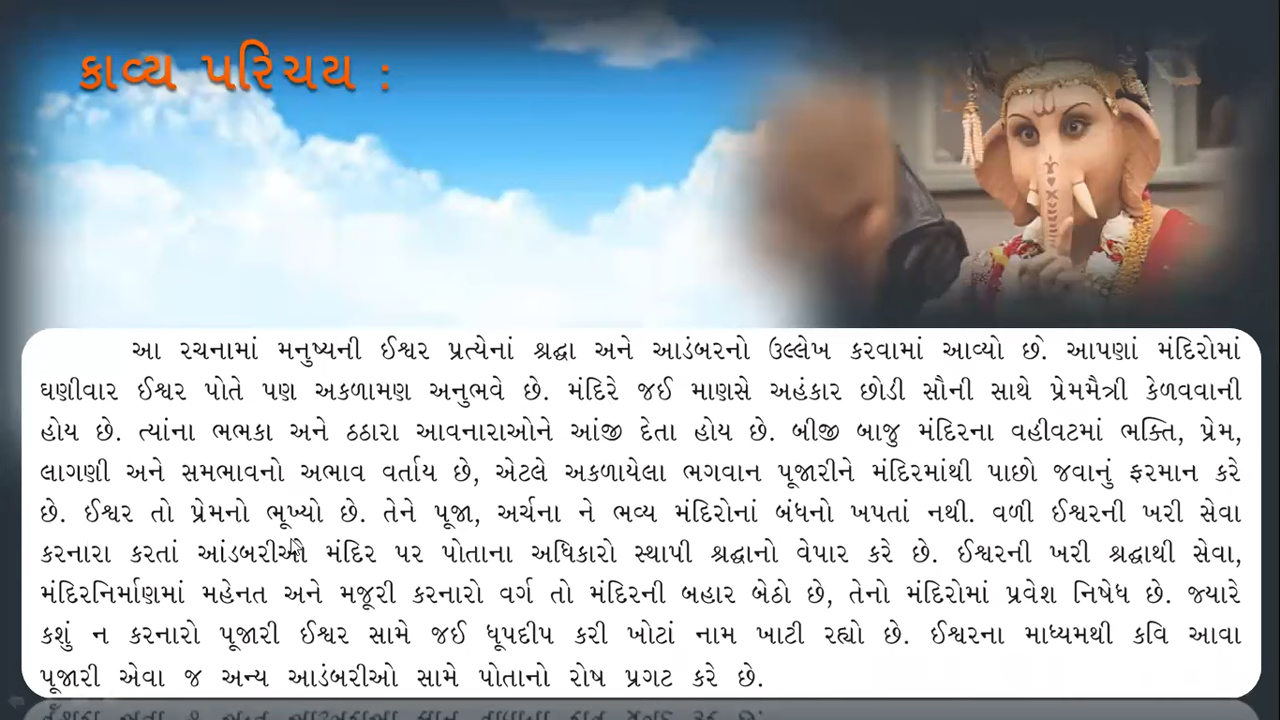 કાવ્ય પરિચય :
આ રચનામાં મનુષ્યની ઈશ્વર પ્રત્યેનાં શ્રદ્ધા અને આડંબરનો ઉલ્લેખ કરવામાં આવ્યો છે. આપણાં મંદિરોમાં
ઘણીવાર ઈશ્વર પોતે પણ અકળામણ અનુભવે છે. મંદિરે જઈ માણસે અહંકાર છોડી સૌની સાથે પ્રેમમૈત્રી કેળવવાની
હોય છે. ત્યાંના ભભકા અને ઠઠારા આવનારાઓને આંજી દેતા હોય છે. બીજી બાજુ મંદિરના વહીવટમાં ભક્તિ, પ્રેમ,
લાગણી અને સમભાવનો અભાવ વર્તાય છે, એટલે અકળાયેલા ભગવાન પૂજારીને મંદિરમાંથી પાછો જવાનું ફરમાન કરે
છે. ઈશ્વર તો પ્રેમનો ભૂખ્યો છે. તેને પૂજા, અર્ચના ને ભવ્ય મંદિરોનાં બંધનો ખપતાં નથી. વળી ઈશ્વરની ખરી સેવા
કરનારા કરતાં આંડબરીઓ મંદિર પર પોતાના અધિકારો સ્થાપી શ્રદ્ધાનો વેપાર કરે છે. ઈશ્વરની ખરી શ્રદ્ધાથી સેવા,
મંદિરનિર્માણમાં મહેનત અને મજૂરી કરનારો વર્ગ તો મંદિરની બહાર બેઠો છે, તેનો મંદિરોમાં પ્રવેશ નિષેધ છે. જ્યારે
કશું ન કરનારો પૂજારી ઈશ્વર સામે જઈ ધૂપદીપ કરી ખોટાં નામ ખાટી રહ્યો છે. ઈશ્વરના માધ્યમથી કવિ આવા
પૂજારી એવા જ અન્ય આડંબરીઓ સામે પોતાનો રોષ પ્રગટ કરે છે.